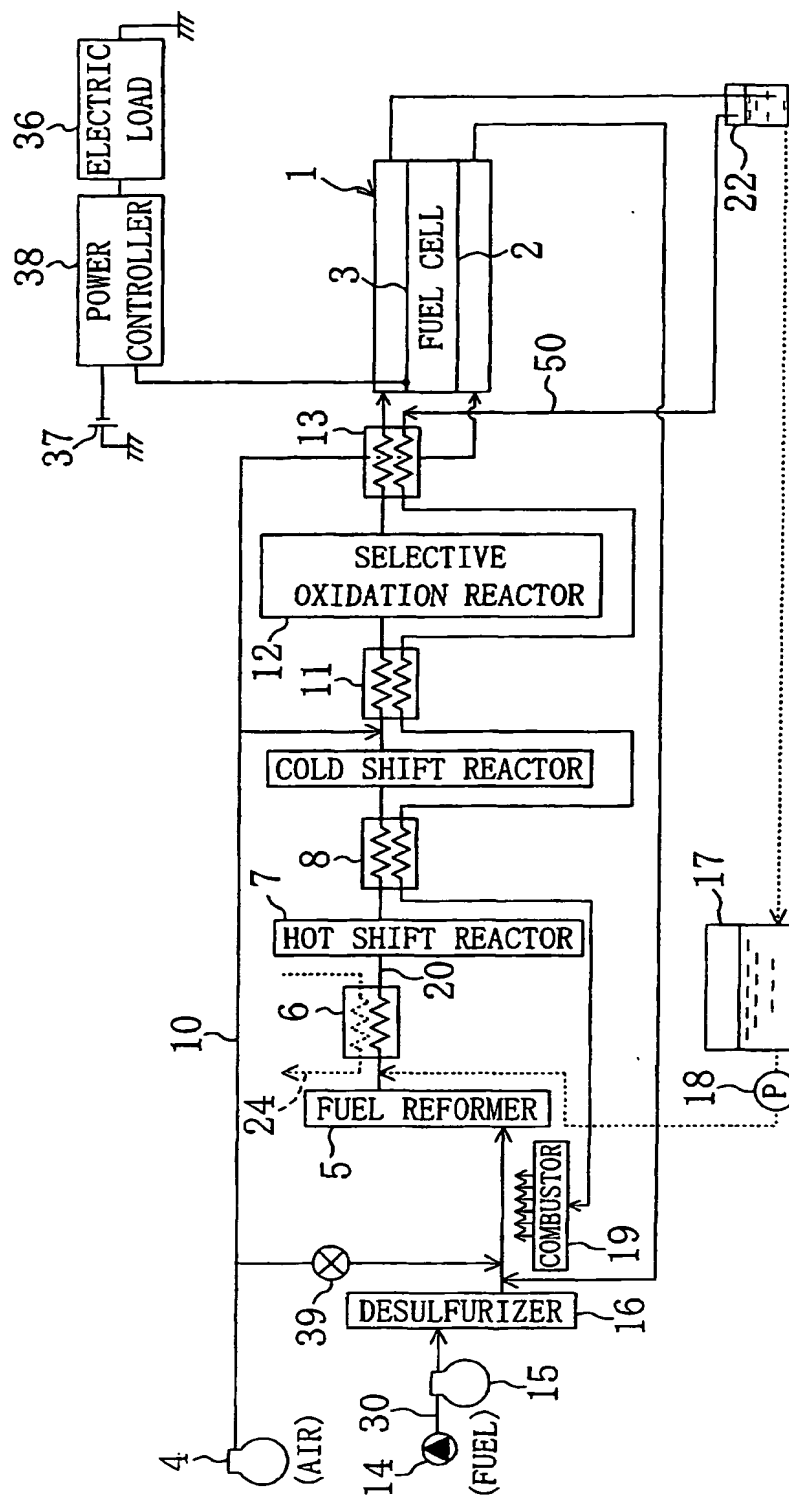 36
ELECTRIC
LOAD
38
POWER
CONTROLLER
37
1
3
FUEL CELL
2
22
50
13
SELECTIVE
OXIDATION REACTOR
12
11
COLD SHIFT REACTOR
8
7
HOT SHIFT REACTOR
20
6
24
10
FUEL REFORMER
5
17
18
P
COMBUSTOR
19
39
DESULFURIZER
16
15
30
14
(FUEL)
4
(AIR)